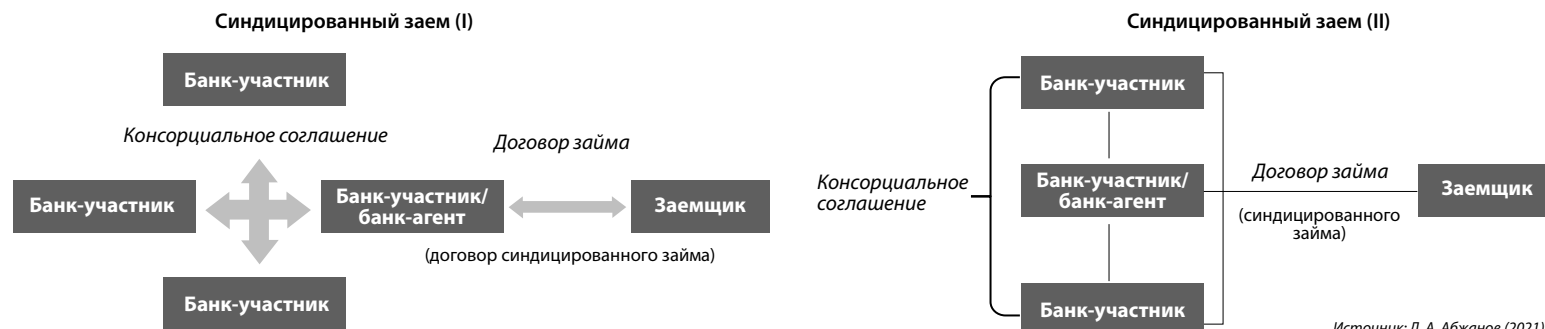 Синдицированный заем (I)
Банк-участник
Консорциальное соглашение
Договор займа
Банк-участник
Банк-участник/
банк-агент
Заемщик
(договор синдицированного займа)
Банк-участник
Синдицированный заем (II)
Банк-участник
Консорциальное
соглашение
Банк-участник/
банк-агент
Договор займа
(синдицированного
займа)
Заемщик
Банк-участник
Источник: Д. А. Абжанов (2021)